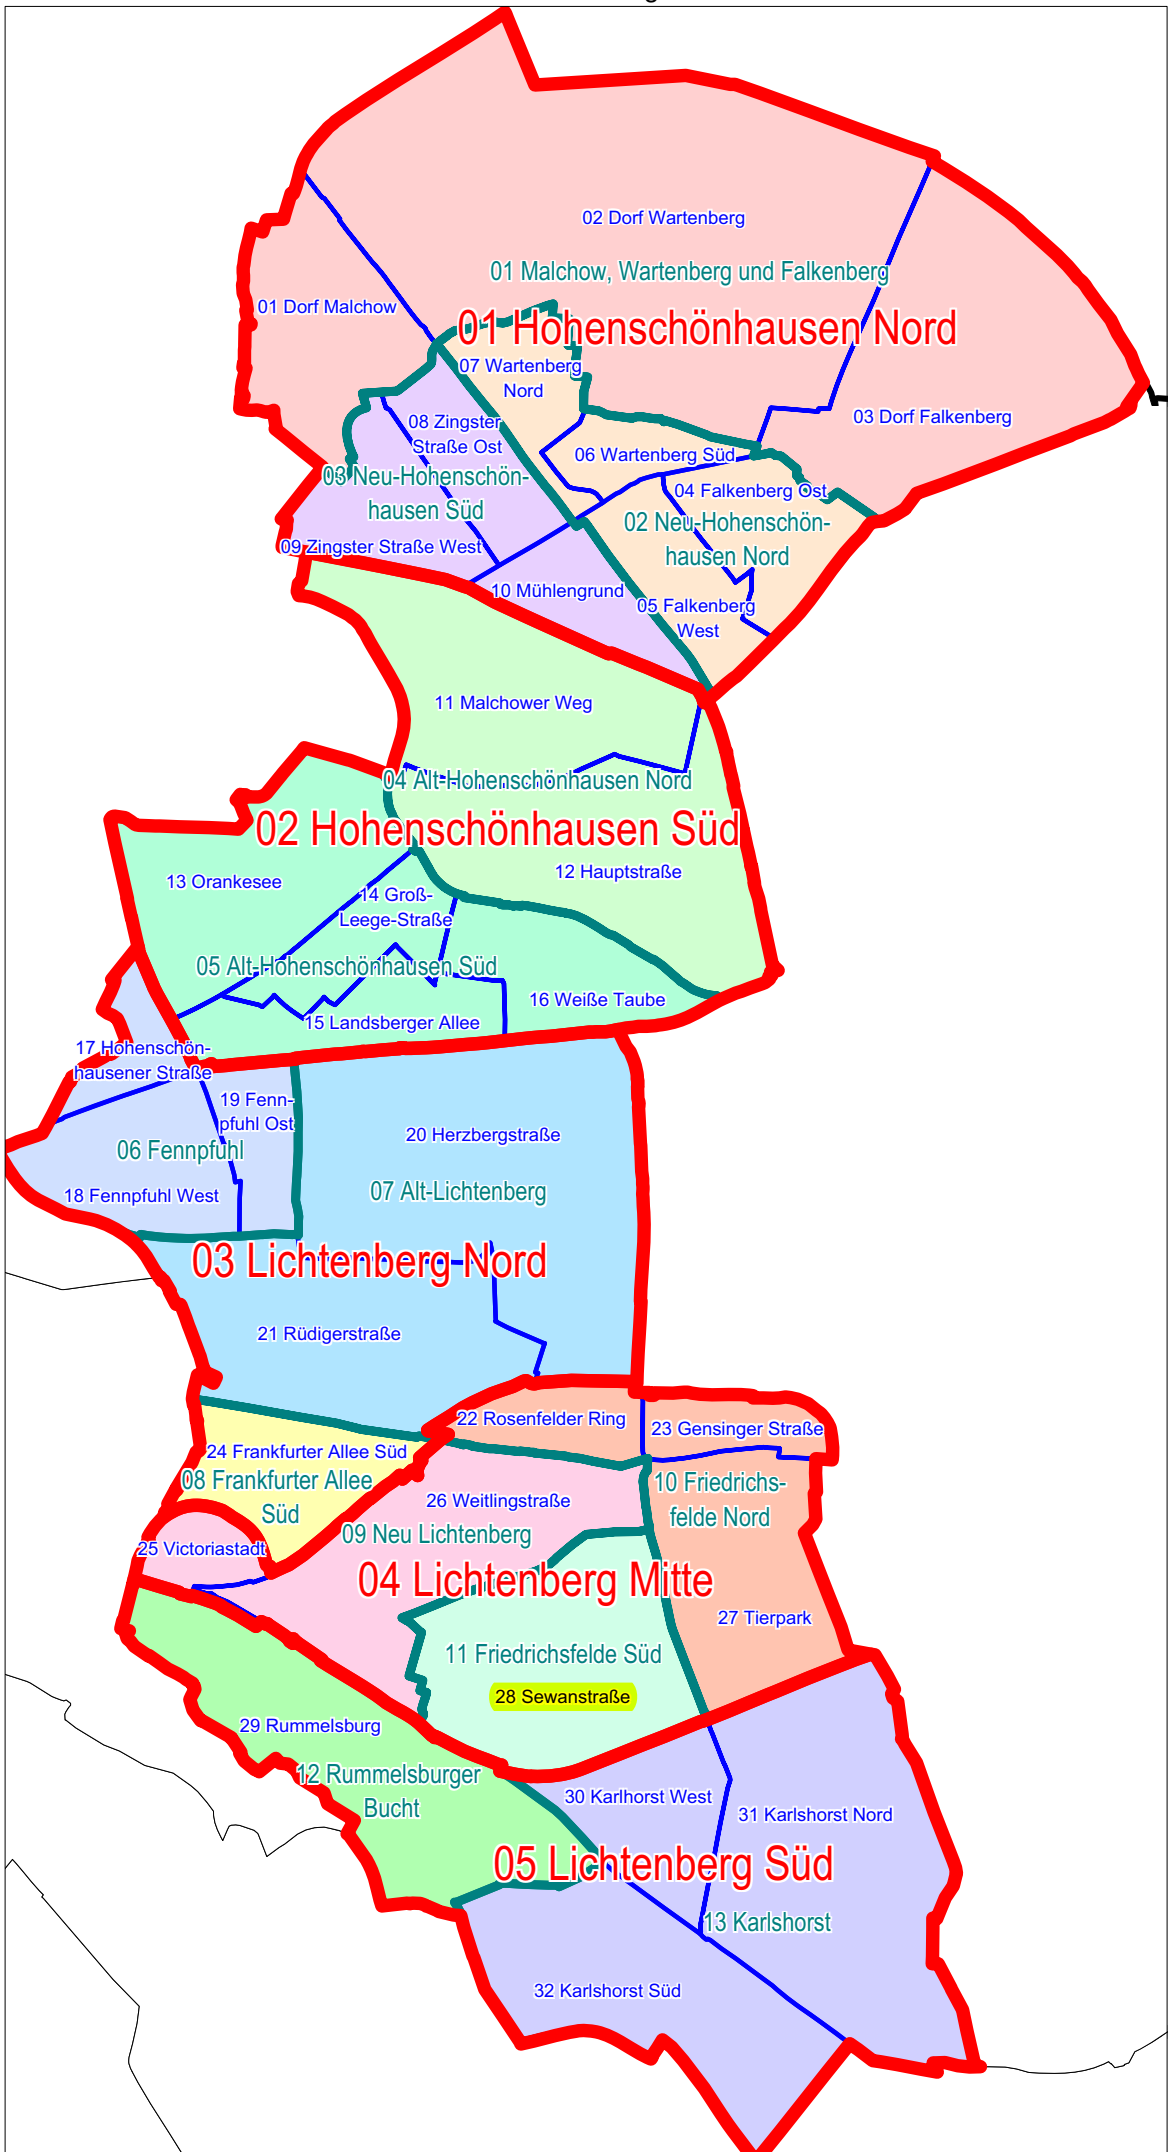 02 Dorf Wartenberg
01 Malchow, Wartenberg und Falkenberg
01 Dorf Malchow
01 Hohenschönhausen Nord
07 Wartenberg
Nord
03 Dorf Falkenberg
08 Zingster
Straße Ost
06 Wartenberg Süd
03 Neu-Hohenschön-
hausen Süd
04 Falkenberg Ost
02 Neu-Hohenschön-
hausen Nord
09 Zingster Straße West
10 Mühlengrund
05 Falkenberg
West
11 Malchower Weg
04 Alt-Hohenschönhausen Nord
02 Hohenschönhausen Süd
12 Hauptstraße
13 Orankesee
14 Groß-
Leege-Straße
05 Alt-Hohenschönhausen Süd
16 Weiße Taube
15 Landsberger Allee
17 Hohenschön-
hausener Straße
19 Fenn-
pfuhl Ost
20 Herzbergstraße
06 Fennpfuhl
18 Fennpfuhl West
07 Alt-Lichtenberg
03 Lichtenberg Nord
21 Rüdigerstraße
22 Rosenfelder Ring
23 Gensinger Straße
24 Frankfurter Allee Süd
08 Frankfurter Allee
Süd
10 Friedrichs-
felde Nord
26 Weitlingstraße
09 Neu Lichtenberg
25 Victoriastadt
04 Lichtenberg Mitte
27 Tierpark
11 Friedrichsfelde Süd
28 Sewanstraße
29 Rummelsburg
12 Rummelsburger
Bucht
30 Karlhorst West
31 Karlshorst Nord
05 Lichtenberg Süd
13 Karlshorst
32 Karlshorst Süd